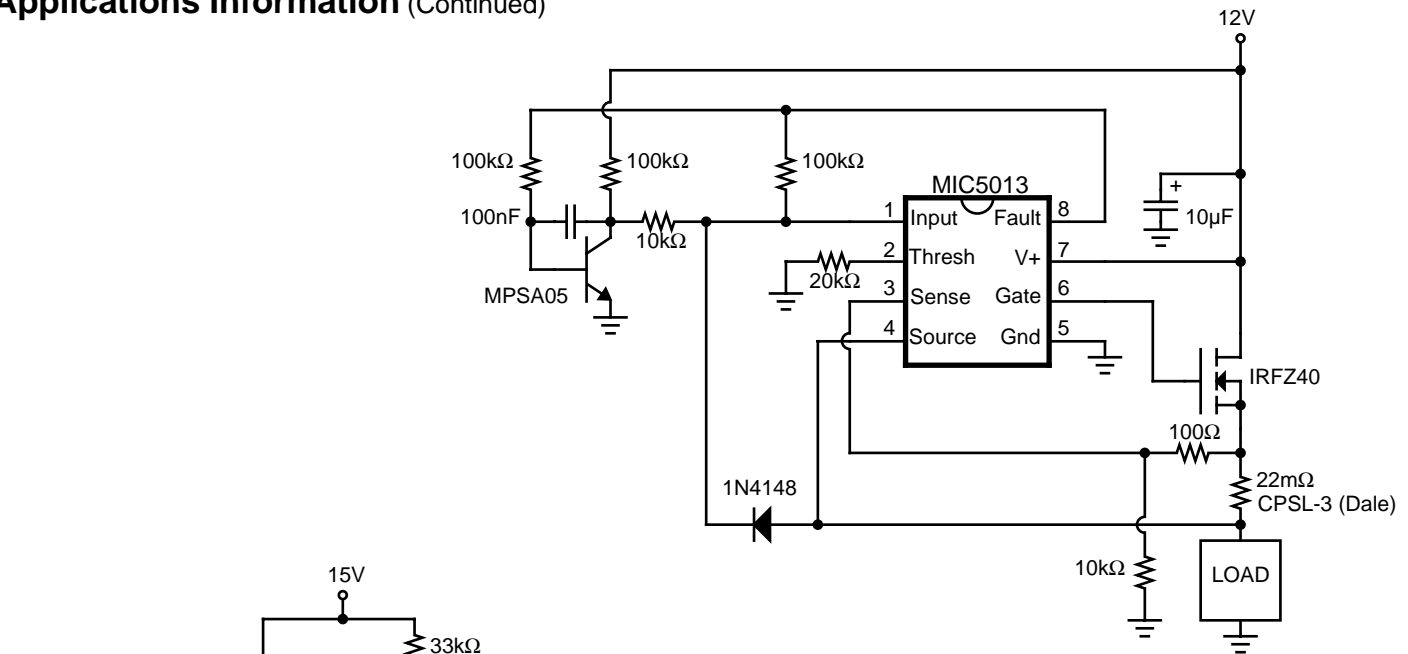 Applications Information (Continued)
12V
100kΩ
100kΩ
100kΩ
MIC5013
100nF
10kΩ
1
Input
Fault
8
10µF
+
2
Thresh
V+
7
20kΩ
MPSA05
3
Sense
Gate
6
4
Source
Gnd
5
IRFZ40
100Ω
1N4148
22mΩ
CPSL-3 (Dale)
10kΩ
LOAD
15V
33kΩ